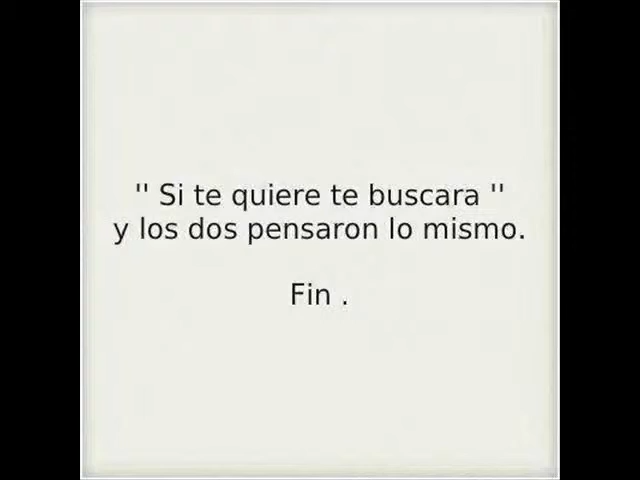 '' Si te quiere te buscara ''
y los dos pensaron lo mismo.
Fin .